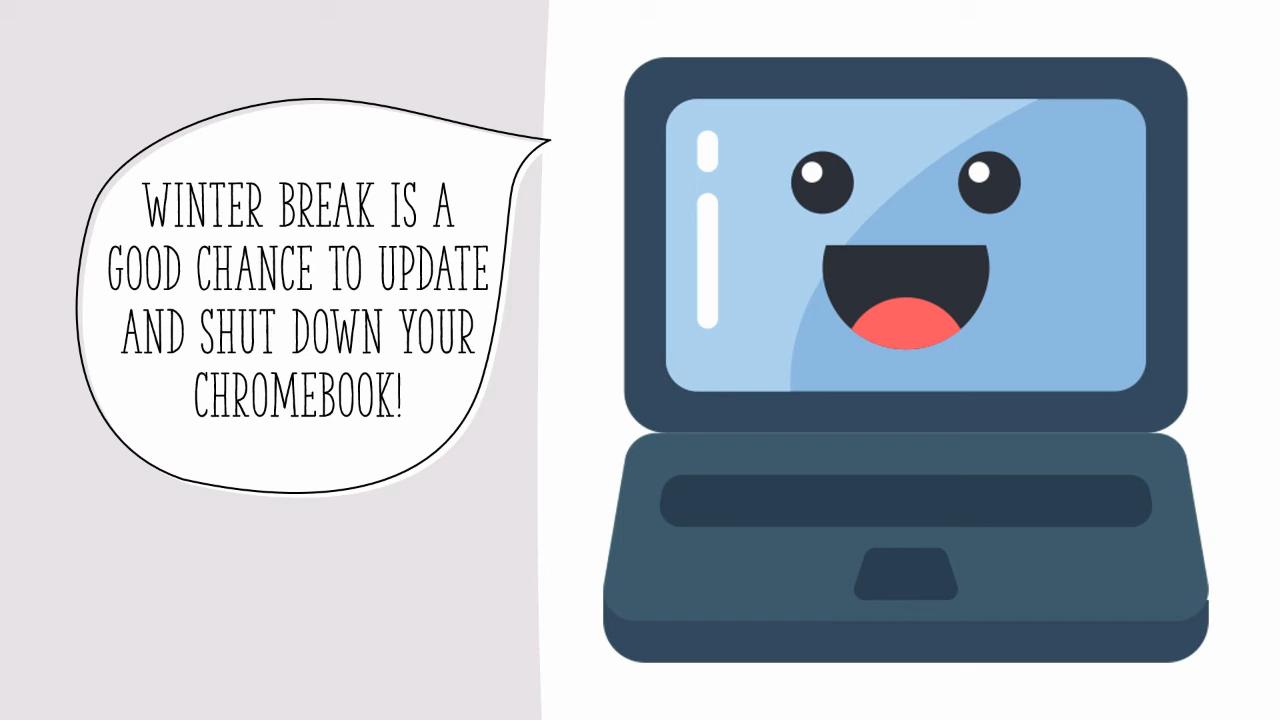 WINTER BREAK IS A
GOOD CHANCE TO UPDATE
AND SHUT DOWN YOUR
CHROMEBOOK!